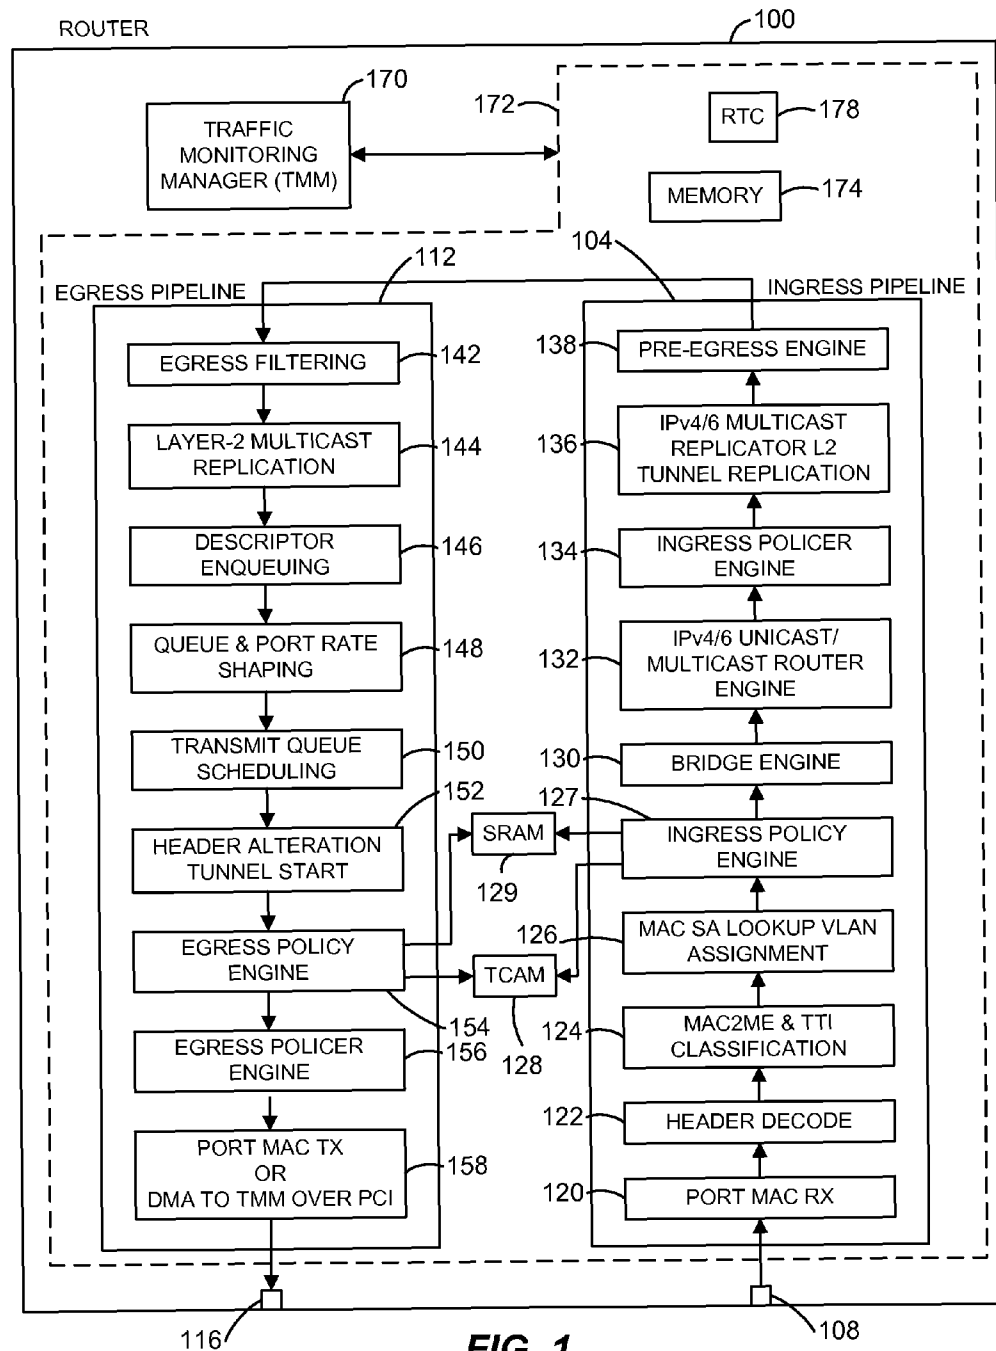 ROUTER
100
170
TRAFFIC
MONITORING
MANAGER (TMM)
172
RTC
178
MEMORY
174
104
112
EGRESS PIPELINE
INGRESS PIPELINE
EGRESS FILTERING
142
LAYER-2 MULTICAST
REPLICATION
144
DESCRIPTOR
ENQUEUING
146
QUEUE & PORT RATE
SHAPING
148
TRANSMIT QUEUE
SCHEDULING
150
152
HEADER ALTERATION
TUNNEL START
EGRESS POLICY
ENGINE
154
EGRESS POLICER
ENGINE
156
PORT MAC TX
OR
DMA TO TMM OVER PCI
158
116
SRAM
129
TCAM
128
138
PRE-EGRESS ENGINE
136
IPv4/6 MULTICAST
REPLICATOR L2
TUNNEL REPLICATION
134
INGRESS POLICER
ENGINE
132
IPv4/6 UNICAST/
MULTICAST ROUTER
ENGINE
130
BRIDGE ENGINE
127
INGRESS POLICY
ENGINE
126
MAC SA LOOKUP VLAN
ASSIGNMENT
124
MAC2ME & TTI
CLASSIFICATION
122
HEADER DECODE
120
PORT MAC RX
108
FIG. 1